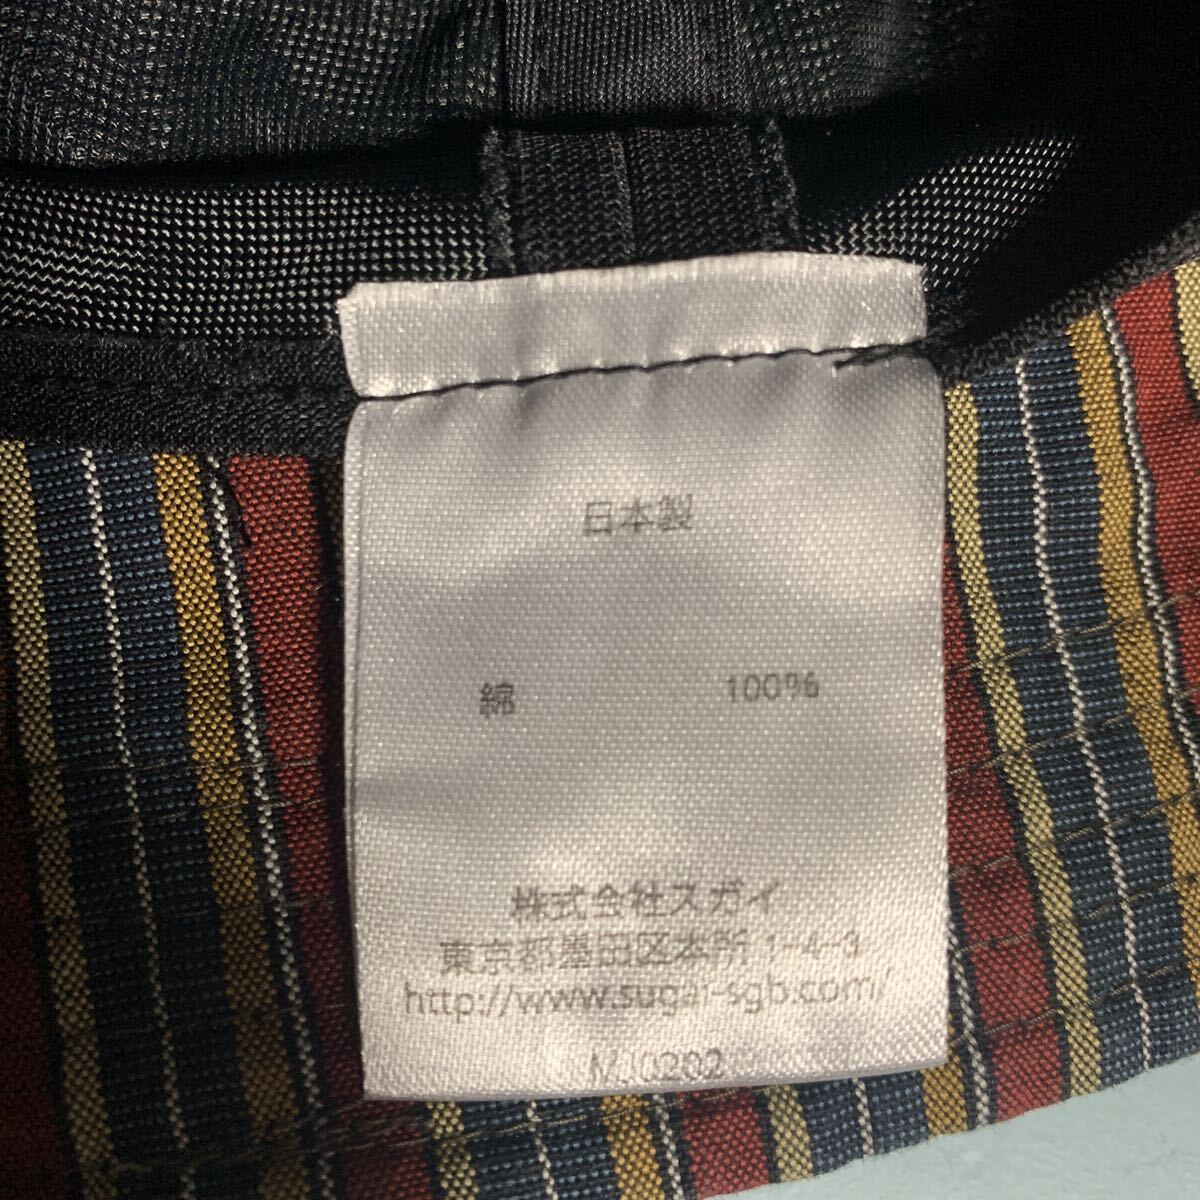 日本製
綿 100%
株式会社スガイ
東京都墨田区本所 1-4-3
http://www.sugai-sgb.com/
MJ0202